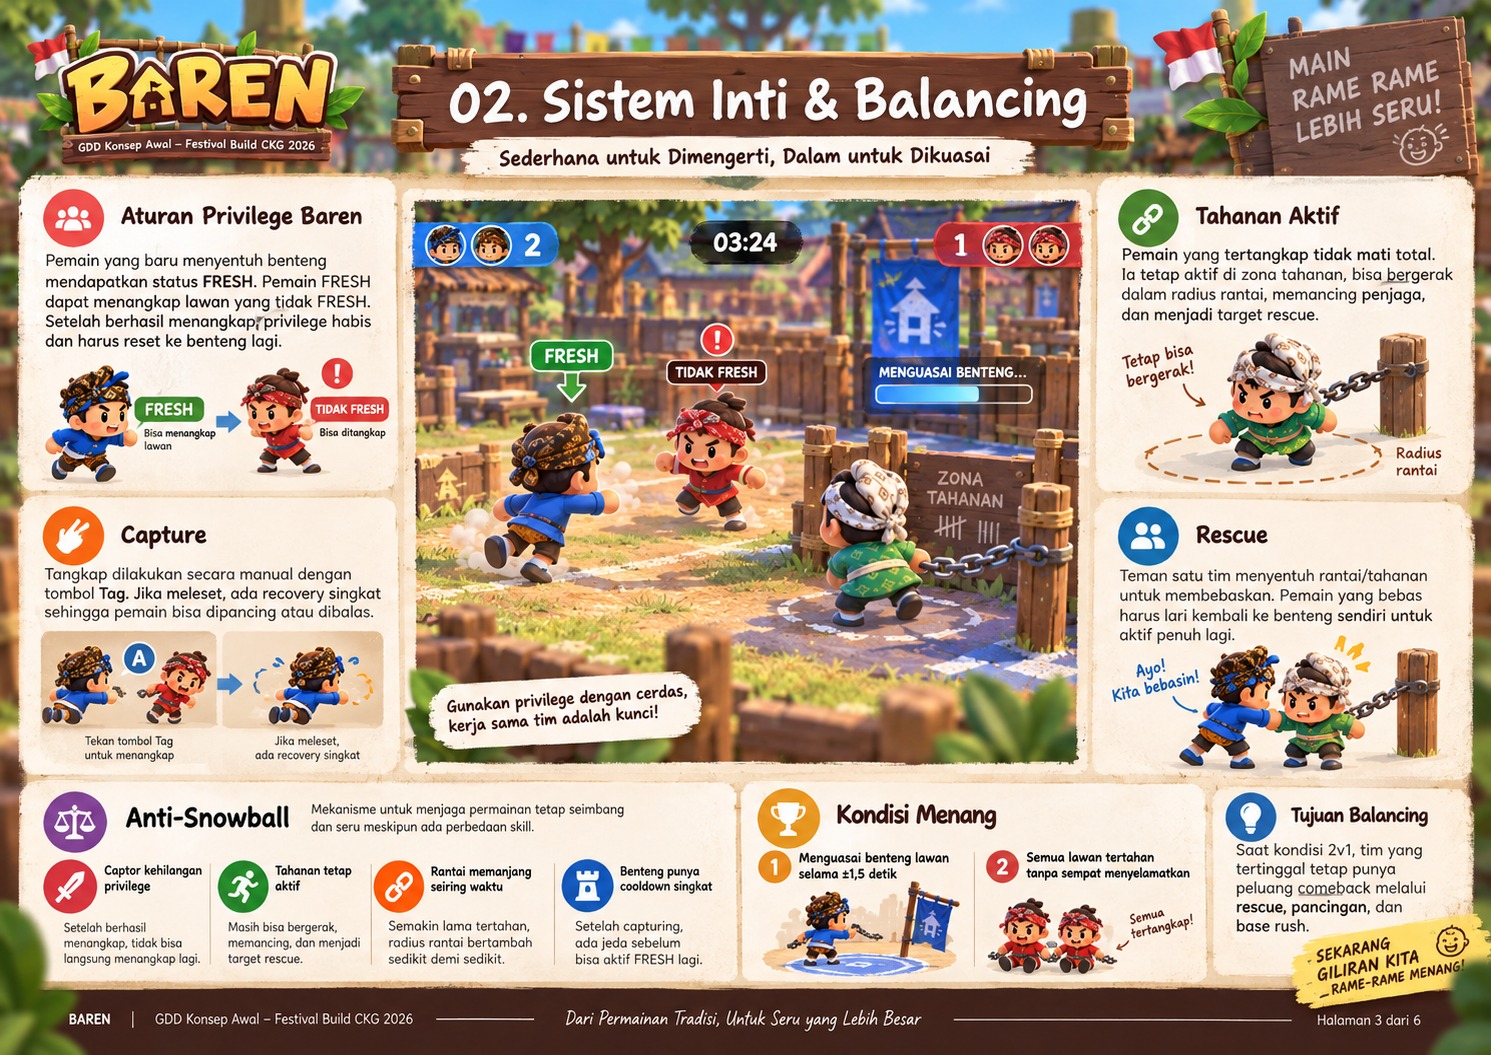 BAREN
GDD Konsep Awal – Festival Build CKG 2026
02. Sistem Inti & Balancing
Sederhana untuk Dimengerti, Dalam untuk Dikuasai
MAIN
RAME RAME
LEBIH SERU!
Aturan Privilege Baren
Pemain yang baru menyentuh benteng
mendapatkan status FRESH. Pemain FRESH
dapat menangkap lawan yang tidak FRESH.
Setelah berhasil menangkap, privilege habis
dan harus reset ke benteng lagi.
FRESH
Bisa menangkap
lawan
!
TIDAK FRESH
Bisa ditangkap
Capture
Tangkap dilakukan secara manual dengan
tombol Tag. Jika meleset, ada recovery singkat
sehingga pemain bisa dipancing atau dibalas.
A
Tekan tombol Tag
untuk menangkap
Jika meleset,
ada recovery singkat
2
03:24
1
FRESH
!
TIDAK FRESH
MENGUASAI BENTENG...
ZONA
TAHANAN
Gunakan privilege dengan cerdas,
kerja sama tim adalah kunci!
Tahanan Aktif
Pemain yang tertangkap tidak mati total.
Ia tetap aktif di zona tahanan, bisa bergerak
dalam radius rantai, memancing penjaga,
dan menjadi target rescue.
Tetap bisa
bergerak!
Radius
rantai
Rescue
Teman satu tim menyentuh rantai/tahanan
untuk membebaskan. Pemain yang bebas
harus lari kembali ke benteng sendiri untuk
aktif penuh lagi.
Ayo!
Kita bebasin!
Anti-Snowball
Mekanisme untuk menjaga permainan tetap seimbang
dan seru meskipun ada perbedaan skill.
Captor kehilangan
privilege
Setelah berhasil
menangkap, tidak bisa
langsung menangkap lagi.
Tahanan tetap
aktif
Masih bisa bergerak,
memancing, dan menjadi
target rescue.
Rantai memanjang
seiring waktu
Semakin lama tertahan,
radius rantai bertambah
sedikit demi sedikit.
Benteng punya
cooldown singkat
Setelah capturing,
ada jeda sebelum
bisa aktif FRESH lagi.
Kondisi Menang
1
Menguasai benteng lawan
selama ±1,5 detik
2
Semua lawan tertahan
tanpa sempat menyelamatkan
Semua
tertangkap!
Tujuan Balancing
Saat kondisi 2v1, tim yang
tertinggal tetap punya
peluang comeback melalui
rescue, pancingan, dan
base rush.
SEKARANG
GILIRAN KITA
RAME-RAME MENANG!
BAREN | GDD Konsep Awal – Festival Build CKG 2026
Dari Permainan Tradisi, Untuk Seru yang Lebih Besar
Halaman 3 dari 6